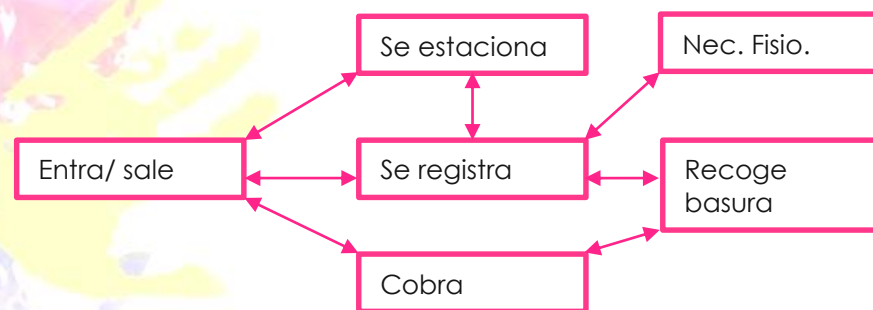 Se estaciona
Nec. Fisio.
Entra/ sale
Se registra
Recoge
basura
Cobra